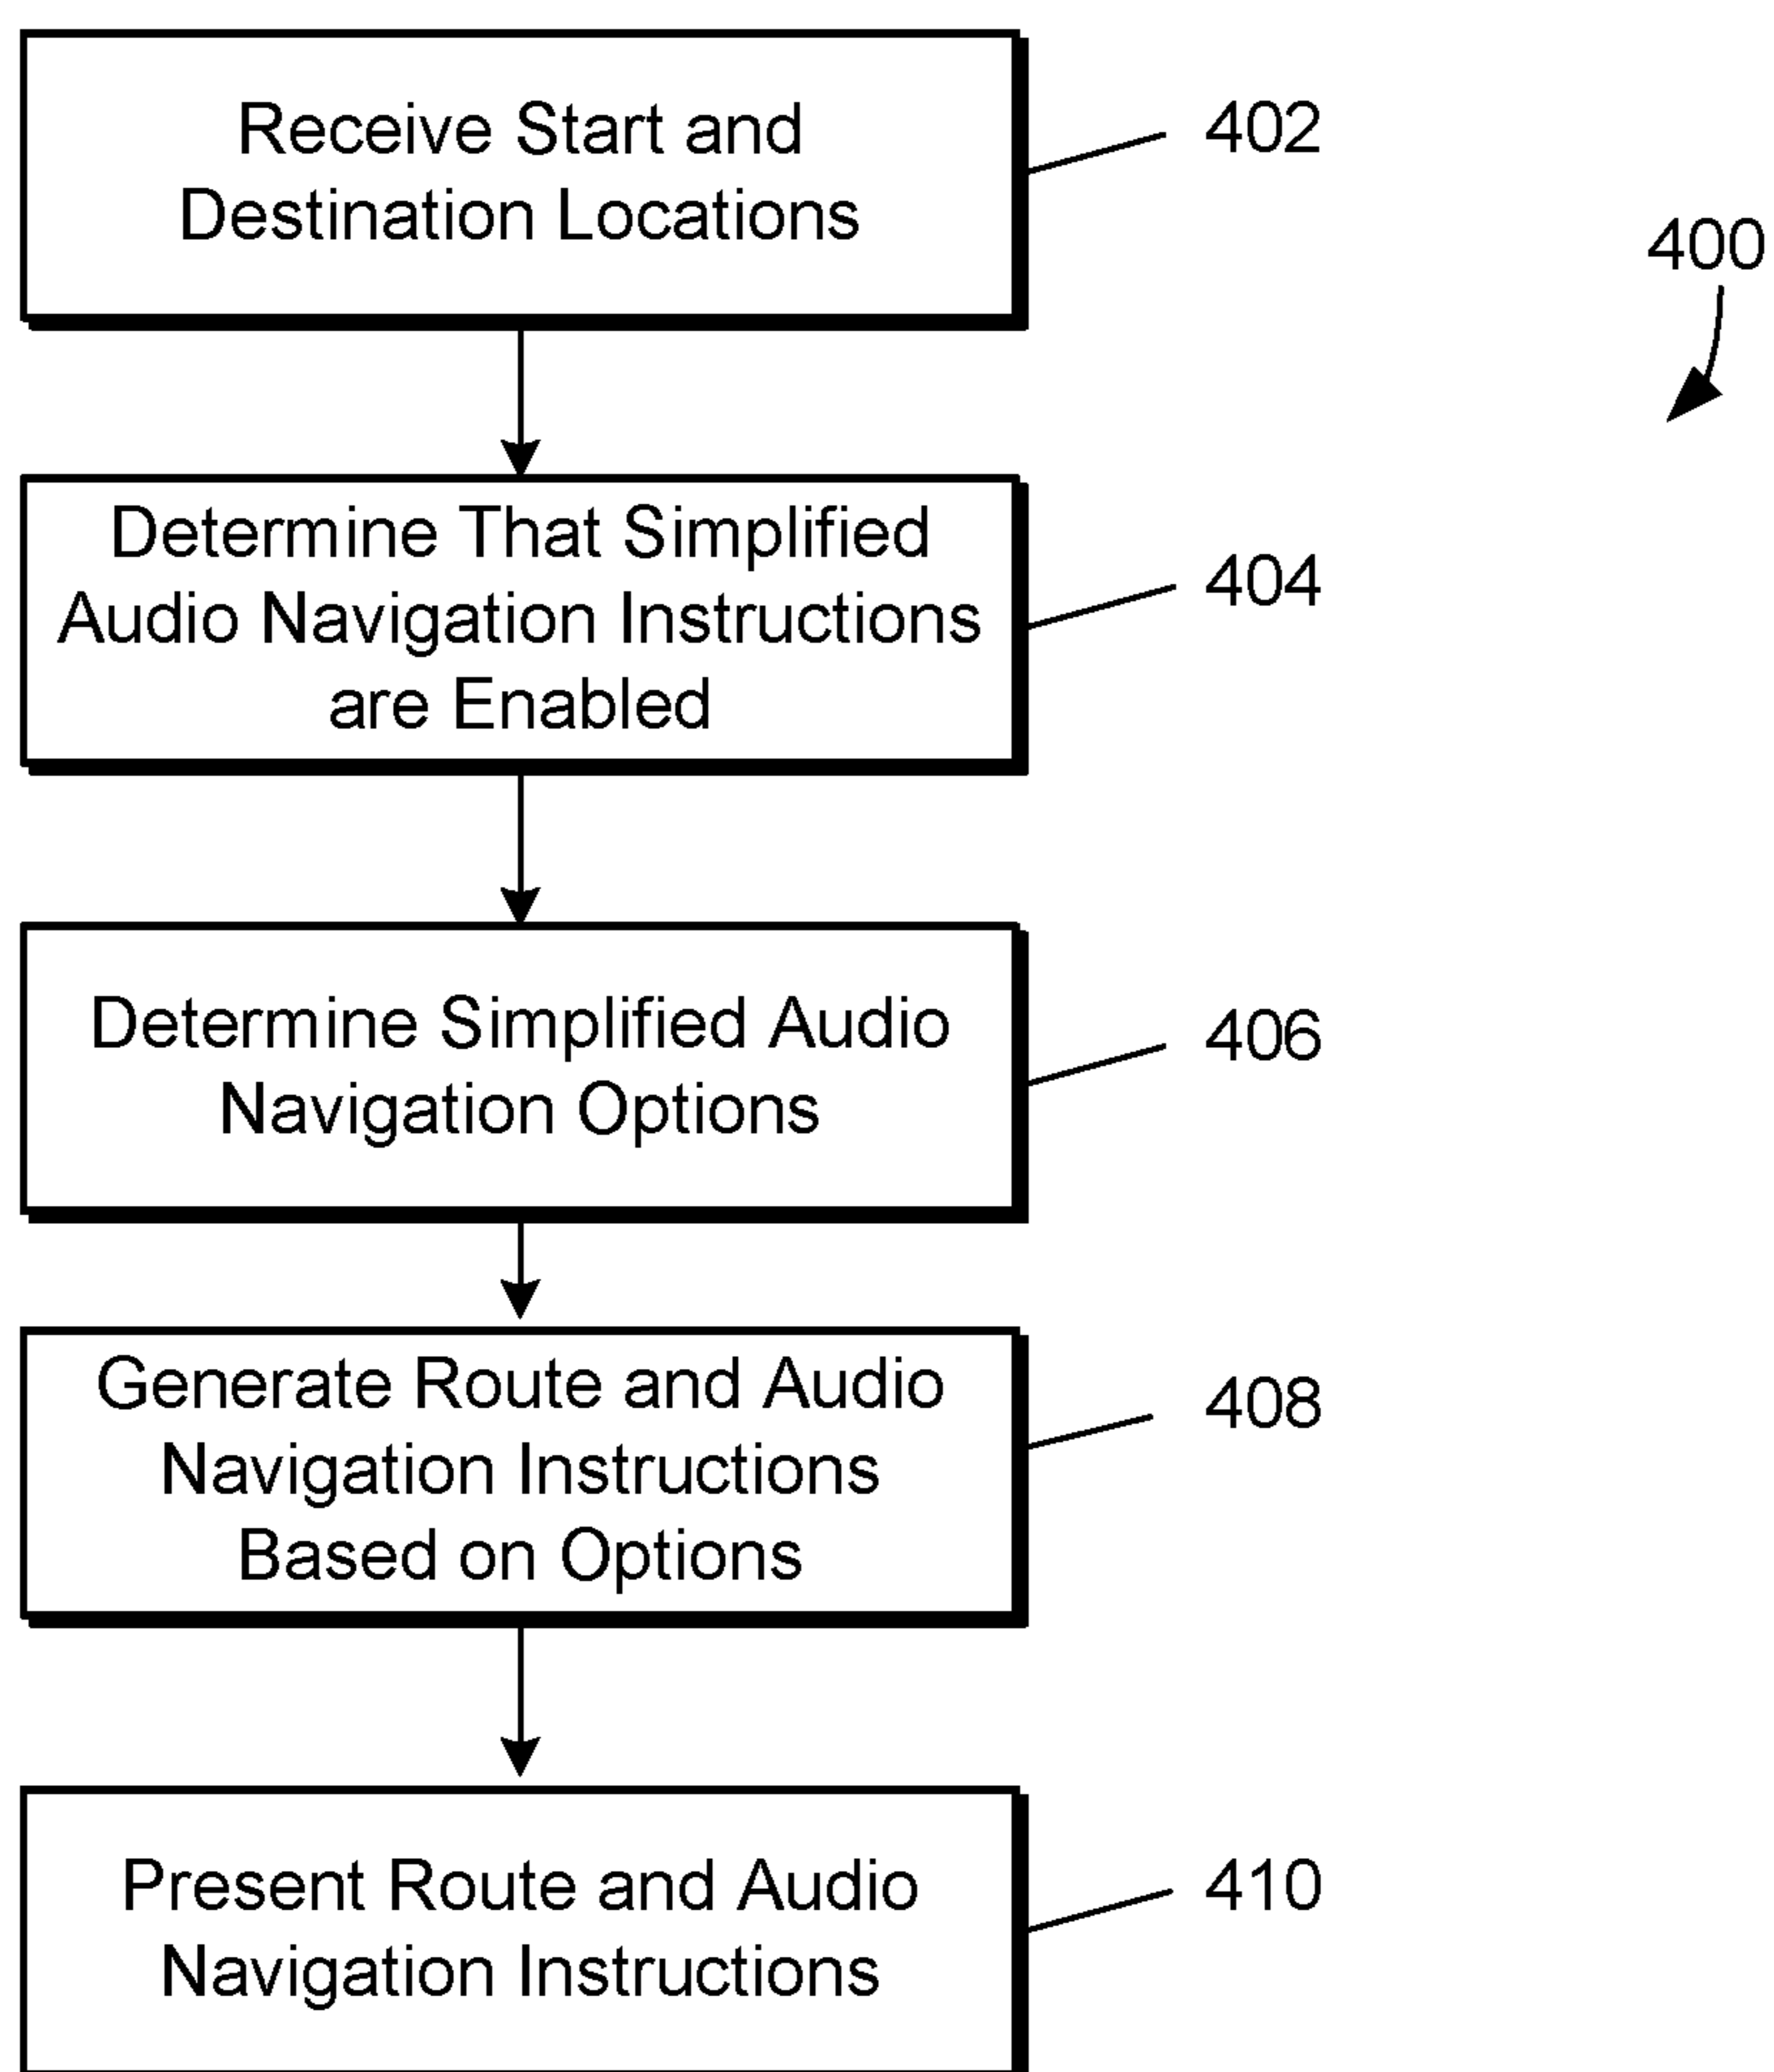 Receive Start and
Destination Locations
402
400
Determine That Simplified
Audio Navigation Instructions
are Enabled
404
Determine Simplified Audio
Navigation Options
406
Generate Route and Audio
Navigation Instructions
Based on Options
408
Present Route and Audio
Navigation Instructions
410